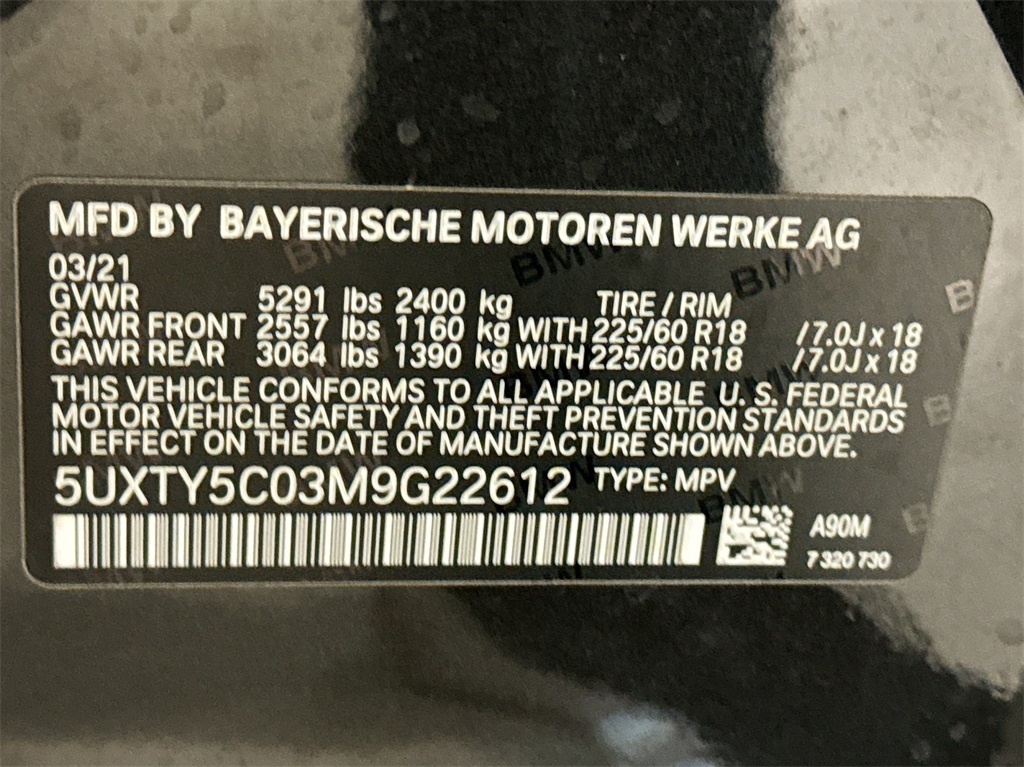 MFD BY BAYERISCHE MOTOREN WERKE AG
03/21
GVWR 5291 lbs 2400 kg TIRE / RIM
GAWR FRONT 2557 lbs 1160 kg WITH 225/60 R18 /7.0J x 18
GAWR REAR 3064 lbs 1390 kg WITH 225/60 R18 /7.0J x 18
THIS VEHICLE CONFORMS TO ALL APPLICABLE U. S. FEDERAL
MOTOR VEHICLE SAFETY AND THEFT PREVENTION STANDARDS
IN EFFECT ON THE DATE OF MANUFACTURE SHOWN ABOVE.
5UXTY5C03M9G22612 TYPE: MPV
A90M
7 320 730